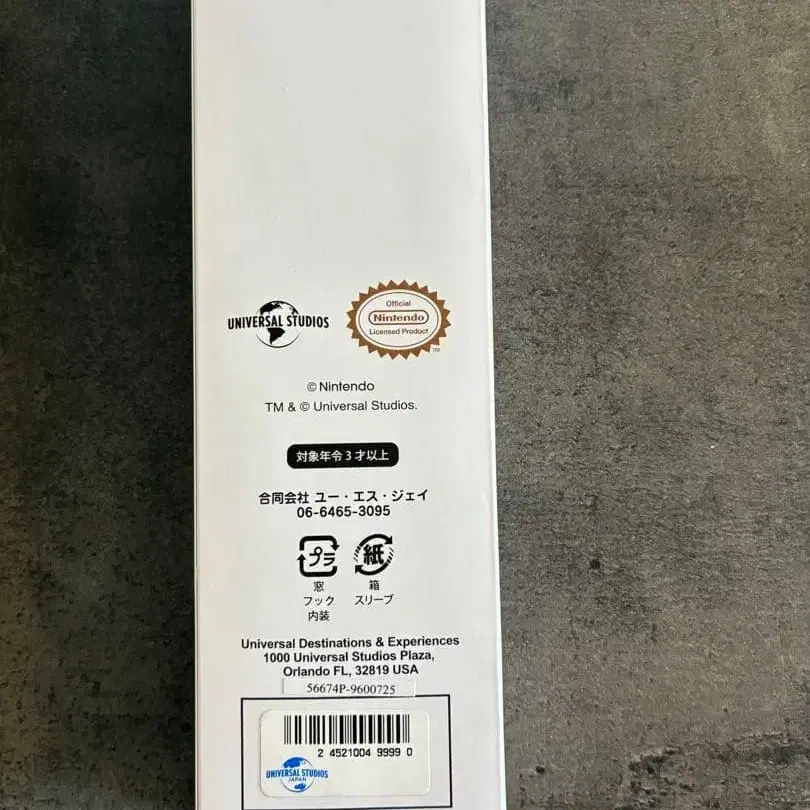 UNIVERSAL STUDIOS
Official
Nintendo
Licensed Product
TM
© Nintendo
TM & © Universal Studios.
対象年令3才以上
合同会社 ユー・エス・ジェイ
06-6465-3095
プラ
紙
窓
フック
内装
箱
スリーブ
Universal Destinations & Experiences
1000 Universal Studios Plaza,
Orlando FL, 32819 USA
56674P-9600725
2 4521004 9999 0
UNIVERSAL STUDIOS
JAPAN